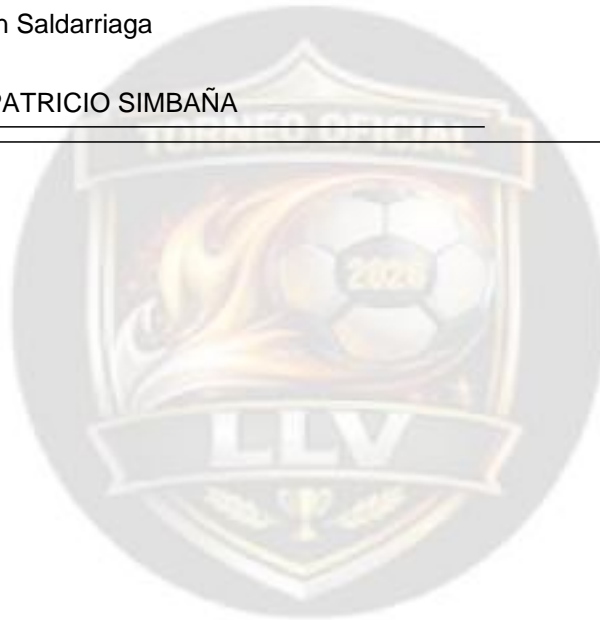 n Saldarriaga
PATRICIO SIMBAÑA
TORNEO OFICIAL
2026
LLV